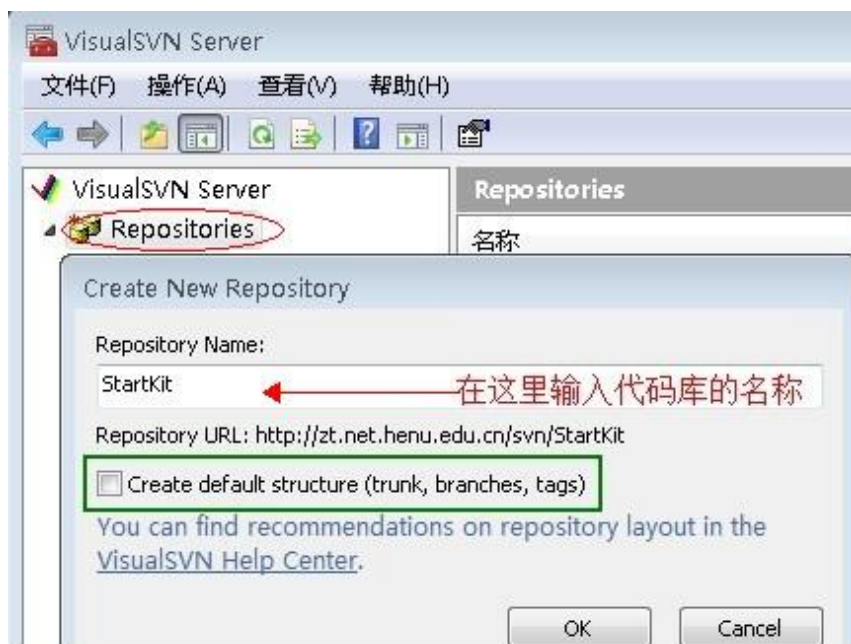 VisualSVN Server
文件(F) 操作(A) 查看(V) 帮助(H)
VisualSVN Server
Repositories
Repositories
名称
Create New Repository
Repository Name:
StartKit
在这里输入代码库的名称
Repository URL: http://zt.net.henu.edu.cn/svn/StartKit
Create default structure (trunk, branches, tags)
You can find recommendations on repository layout in the
VisualSVN Help Center.
OK Cancel